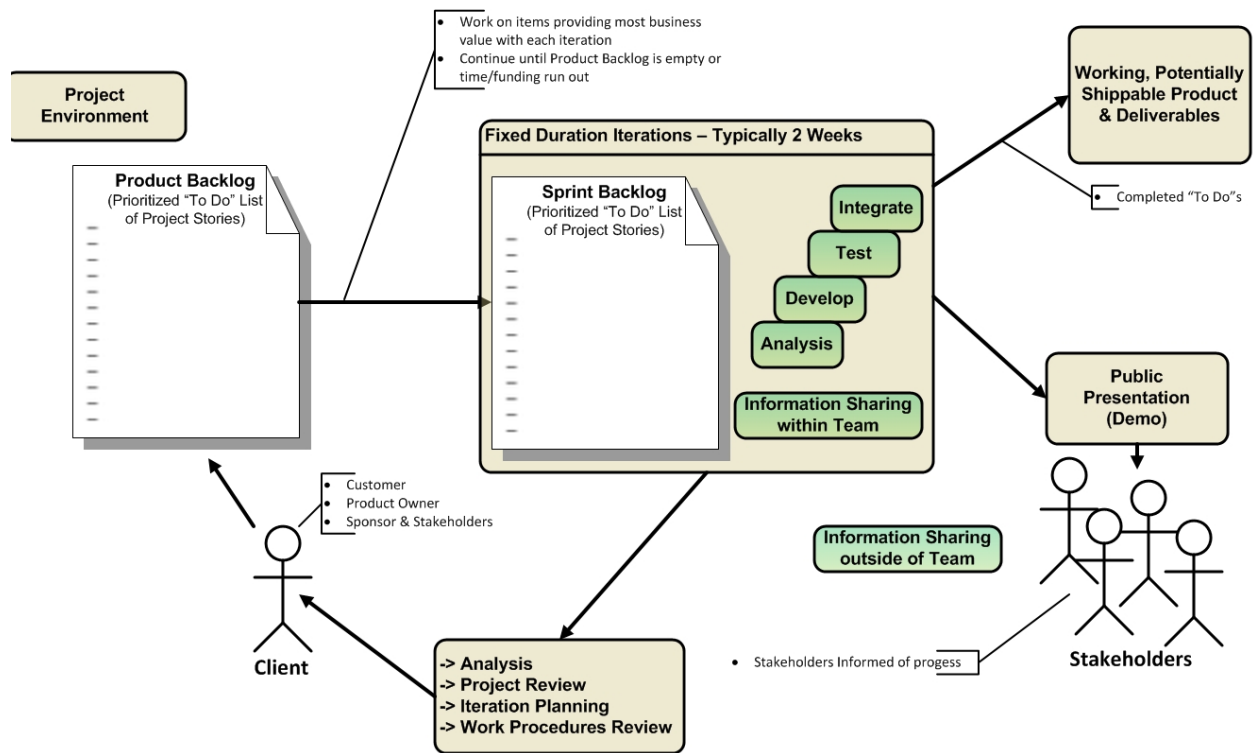 • Work on items providing most business
value with each iteration
• Continue until Product Backlog is empty or
time/funding run out
Project
Environment
Working, Potentially
Shippable Product
& Deliverables
Fixed Duration Iterations – Typically 2 Weeks
Product Backlog
(Prioritized “To Do” List
of Project Stories)
Sprint Backlog
(Prioritized “To Do” List
of Project Stories)
Integrate
Test
Develop
Analysis
Information Sharing
within Team
• Completed “To Do”s
Public
Presentation
(Demo)
• Customer
• Product Owner
• Sponsor & Stakeholders
Information Sharing
outside of Team
Client
-> Analysis
-> Project Review
-> Iteration Planning
-> Work Procedures Review
• Stakeholders Informed of progess
Stakeholders